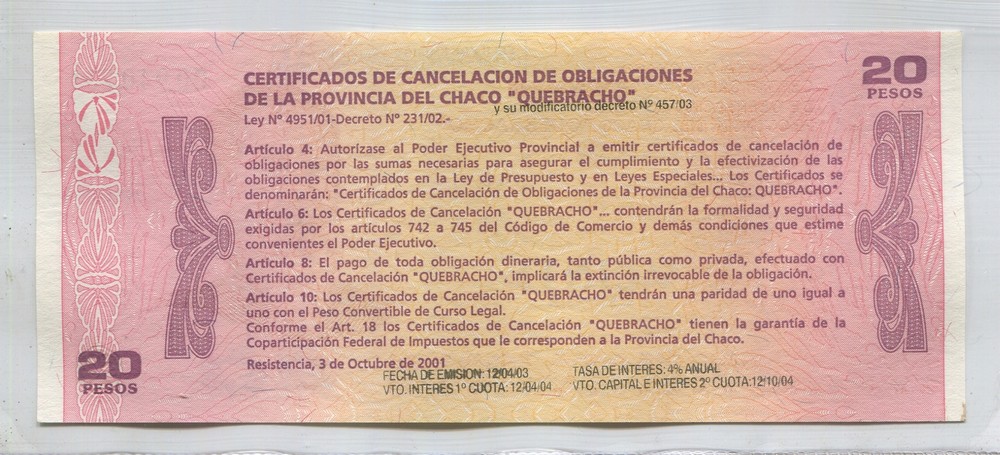 CERTIFICADOS DE CANCELACION DE OBLIGACIONES
DE LA PROVINCIA DEL CHACO "QUEBRACHO"
y su modificatorio decreto Nº 457/03
Ley Nº 4951/01-Decreto Nº 231/02.-
20
PESOS
Artículo 4: Autorízase al Poder Ejecutivo Provincial a emitir certificados de cancelación de
obligaciones por las sumas necesarias para asegurar el cumplimiento y la efectivización de las
obligaciones contemplados en la Ley de Presupuesto y en Leyes Especiales... Los Certificados se
denominarán: "Certificados de Cancelación de Obligaciones de la Provincia del Chaco: QUEBRACHO".
Artículo 6: Los Certificados de Cancelación "QUEBRACHO"... contendrán la formalidad y seguridad
exigidas por los artículos 742 a 745 del Código de Comercio y demás condiciones que estime
convenientes el Poder Ejecutivo.
Artículo 8: El pago de toda obligación dineraria, tanto pública como privada, efectuado con
Certificados de Cancelación "QUEBRACHO", implicará la extinción irrevocable de la obligación.
Artículo 10: Los Certificados de Cancelación "QUEBRACHO" tendrán una paridad de uno igual a
uno con el Peso Convertible de Curso Legal.
Conforme el Art. 18 los Certificados de Cancelación "QUEBRACHO" tienen la garantía de la
Coparticipación Federal de Impuestos que le corresponden a la Provincia del Chaco.
20
PESOS
Resistencia, 3 de Octubre de 2001
FECHA DE EMISION: 12/04/03
TASA DE INTERES: 4% ANUAL
VTO. INTERES 1º CUOTA: 12/04/04
VTO. CAPITAL E INTERES 2º CUOTA:12/10/04